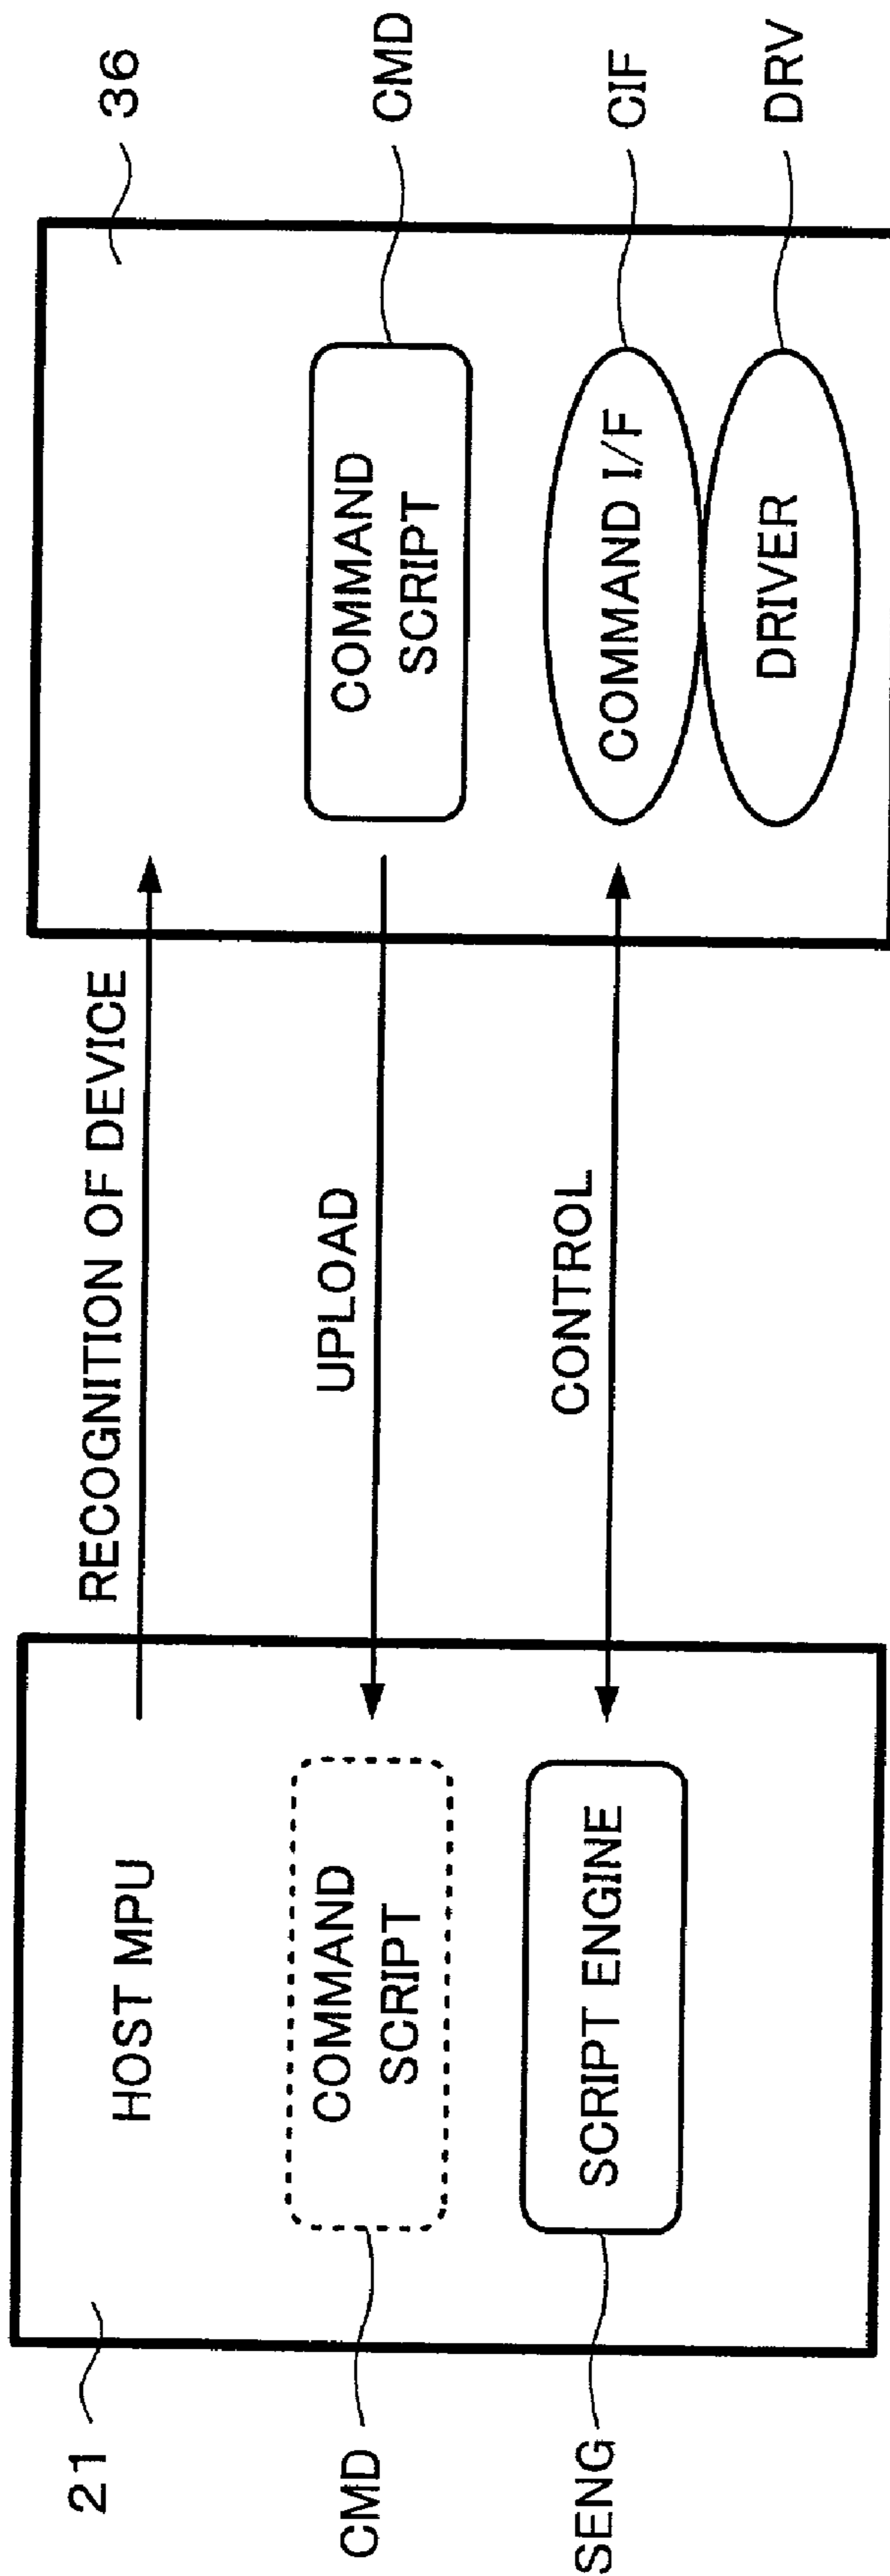 21
HOST MPU
COMMAND
SCRIPT
CMD
SCRIPT ENGINE
SENG
RECOGNITION OF DEVICE
UPLOAD
CONTROL
36
COMMAND
SCRIPT
CMD
COMMAND I/F
CIF
DRIVER
DRV